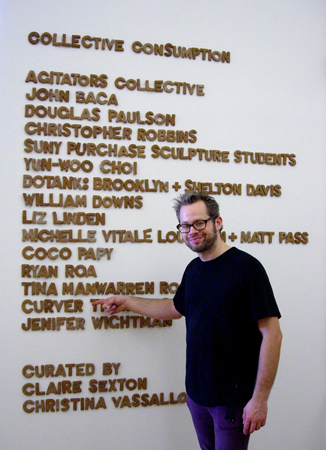 COLLECTIVE CONSUMPTION
AGITATORS COLLECTIVE
JOHN BACA
DOUGLAS PAULSON
CHRISTOPHER ROBBINS
SUNY PURCHASE SCULPTURE STUDENTS
YUN-WOO CHOI
DOTANK: BROOKLYN + SHELTON DAVIS
WILLIAM DOWNS
LIZ LINDEN
MICHELLE VITALÉ + MATT PASS
COCO PAPY
RYAN ROA
TINA MANWARREN
CURVER
JENIFER WIGHTMAN
CURATED BY
CLAIRE SEXTON
CHRISTINA VASSALLO